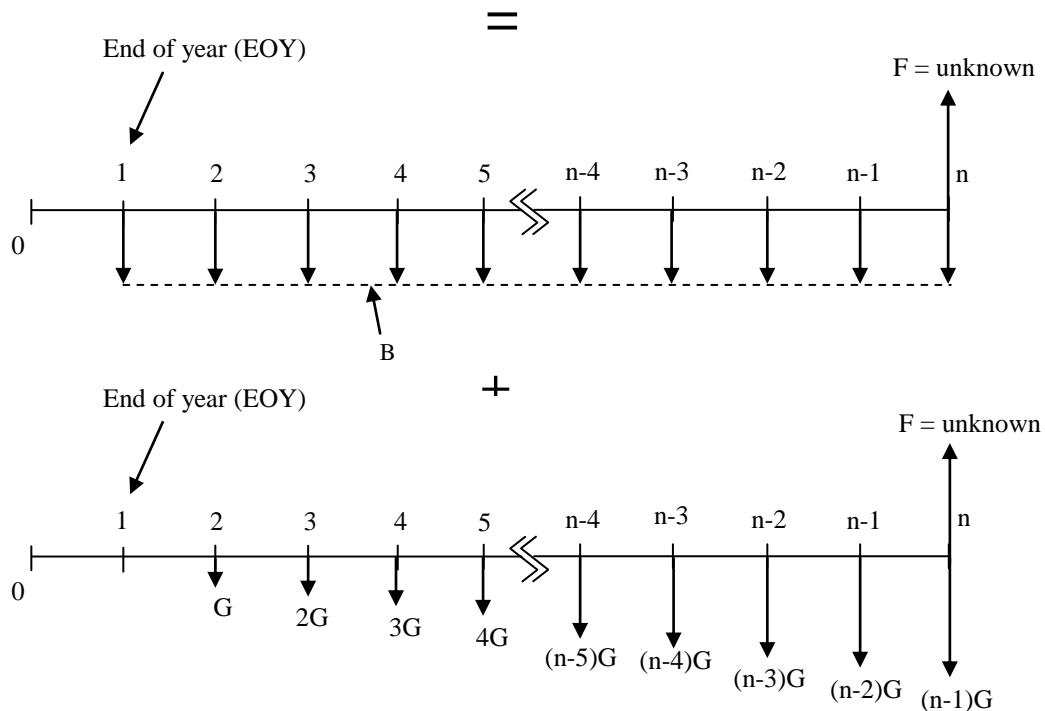 =
End of year (EOY)
F = unknown
1 2 3 4 5 n-4 n-3 n-2 n-1 n
0
B
+
End of year (EOY)
F = unknown
1 2 3 4 5 n-4 n-3 n-2 n-1 n
0
G 2G 3G 4G (n-5)G (n-4)G (n-3)G (n-2)G (n-1)G